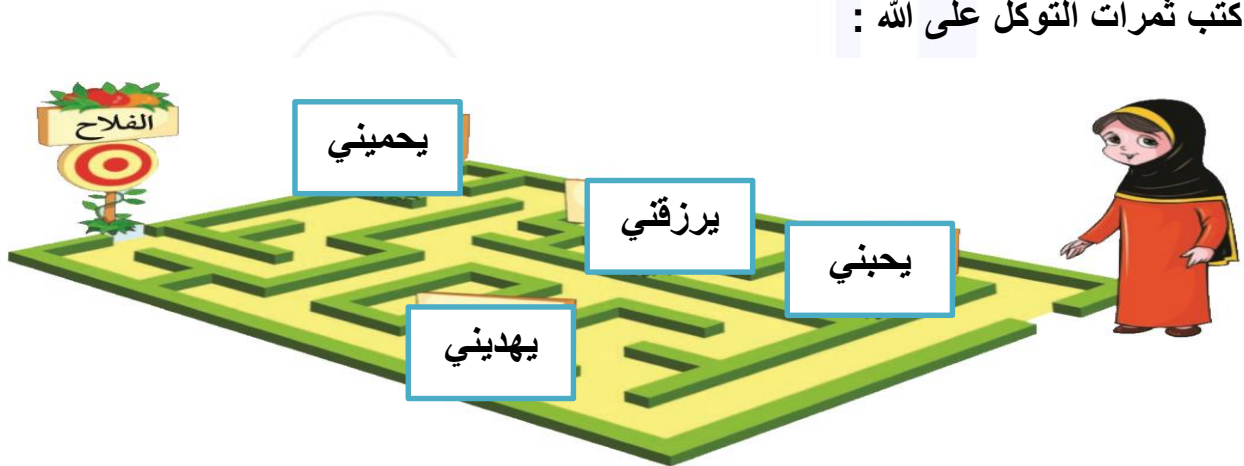 كتب ثمرات التوكل على الله :
الفلاح
يحميني
يرزقني
يحبني
يهديني